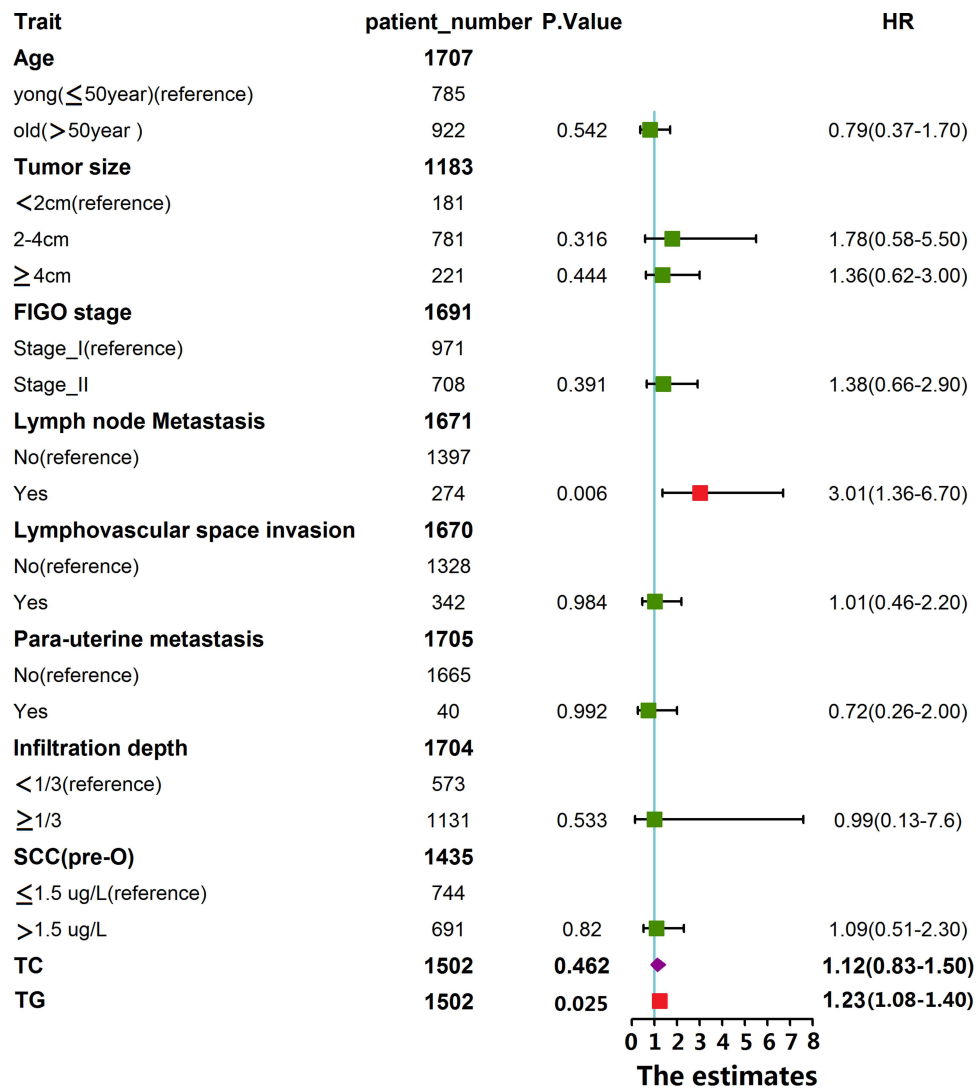 Trait patient_number P.Value HR
Age 1707
yong(≤50year)(reference) 785
old(>50year ) 922 0.542 0.79(0.37-1.70)
Tumor size 1183
<2cm(reference) 181
2-4cm 781 0.316 1.78(0.58-5.50)
≥4cm 221 0.444 1.36(0.62-3.00)
FIGO stage 1691
Stage_I(reference) 971
Stage_II 708 0.391 1.38(0.66-2.90)
Lymph node Metastasis 1671
No(reference) 1397
Yes 274 0.006 3.01(1.36-6.70)
Lymphovascular space invasion 1670
No(reference) 1328
Yes 342 0.984 1.01(0.46-2.20)
Para-uterine metastasis 1705
No(reference) 1665
Yes 40 0.992 0.72(0.26-2.00)
Infiltration depth 1704
<1/3(reference) 573
≥1/3 1131 0.533 0.99(0.13-7.6)
SCC(pre-O) 1435
≤1.5 ug/L(reference) 744
>1.5 ug/L 691 0.82 1.09(0.51-2.30)
TC 1502 0.462 1.12(0.83-1.50)
TG 1502 0.025 1.23(1.08-1.40)
0 1 2 3 4 5 6 7 8
The estimates